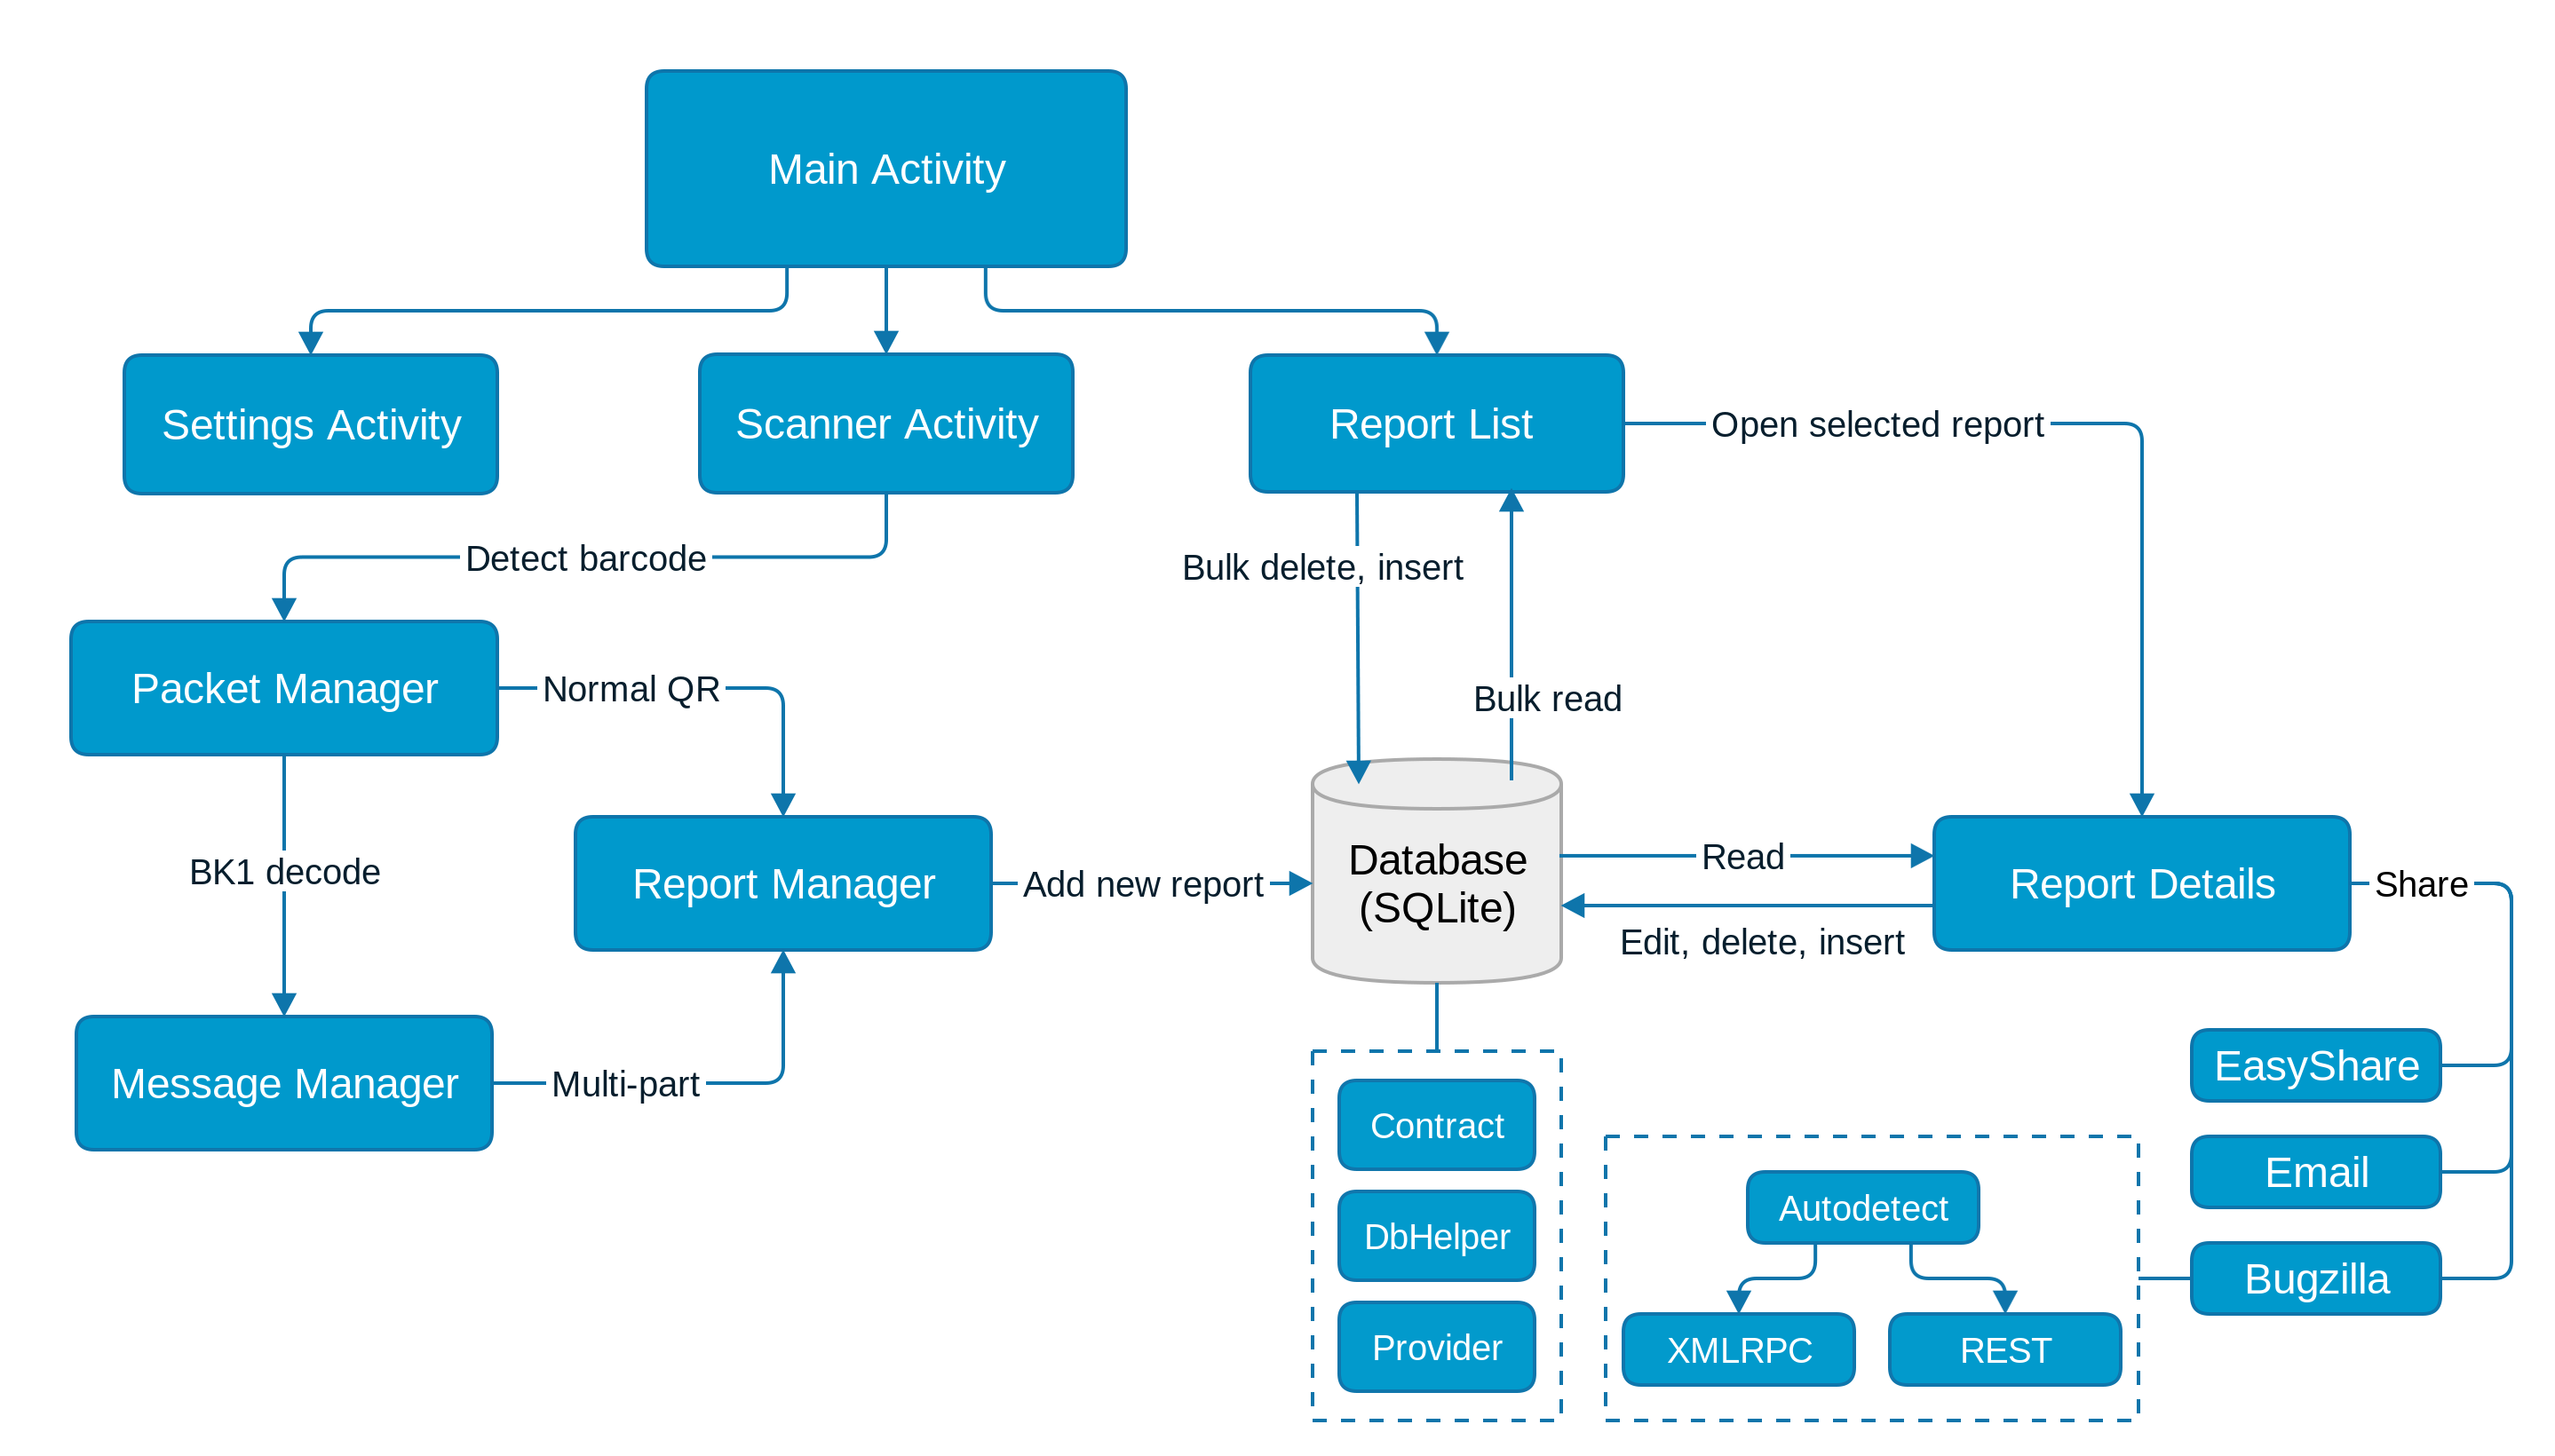 Main Activity
Settings Activity
Scanner Activity
Report List
Open selected report
Detect barcode
Bulk delete, insert
Packet Manager
Normal QR
Bulk read
BK1 decode
Report Manager
Add new report
Database
(SQLite)
Read
Edit, delete, insert
Report Details
Share
Message Manager
Multi-part
Contract
DbHelper
Provider
Autodetect
XMLRPC
REST
EasyShare
Email
Bugzilla